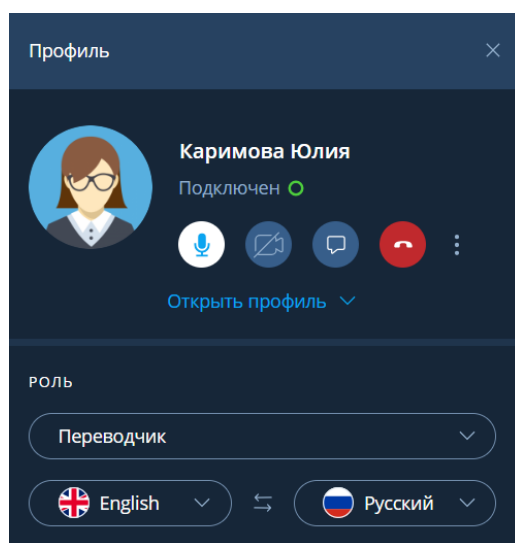 Профиль
Каримова Юлия
Подключен
Открыть профиль
РОЛЬ
Переводчик
English Русский